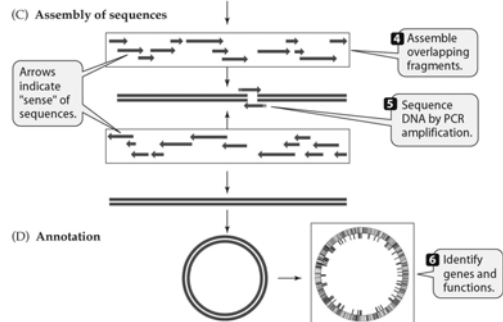 (C) Assembly of sequences
4 Assemble
overlapping
fragments.
Arrows
indicate
"sense" of
sequences.
5 Sequence
DNA by PCR
amplification.
(D) Annotation
6 Identify
genes and
functions.